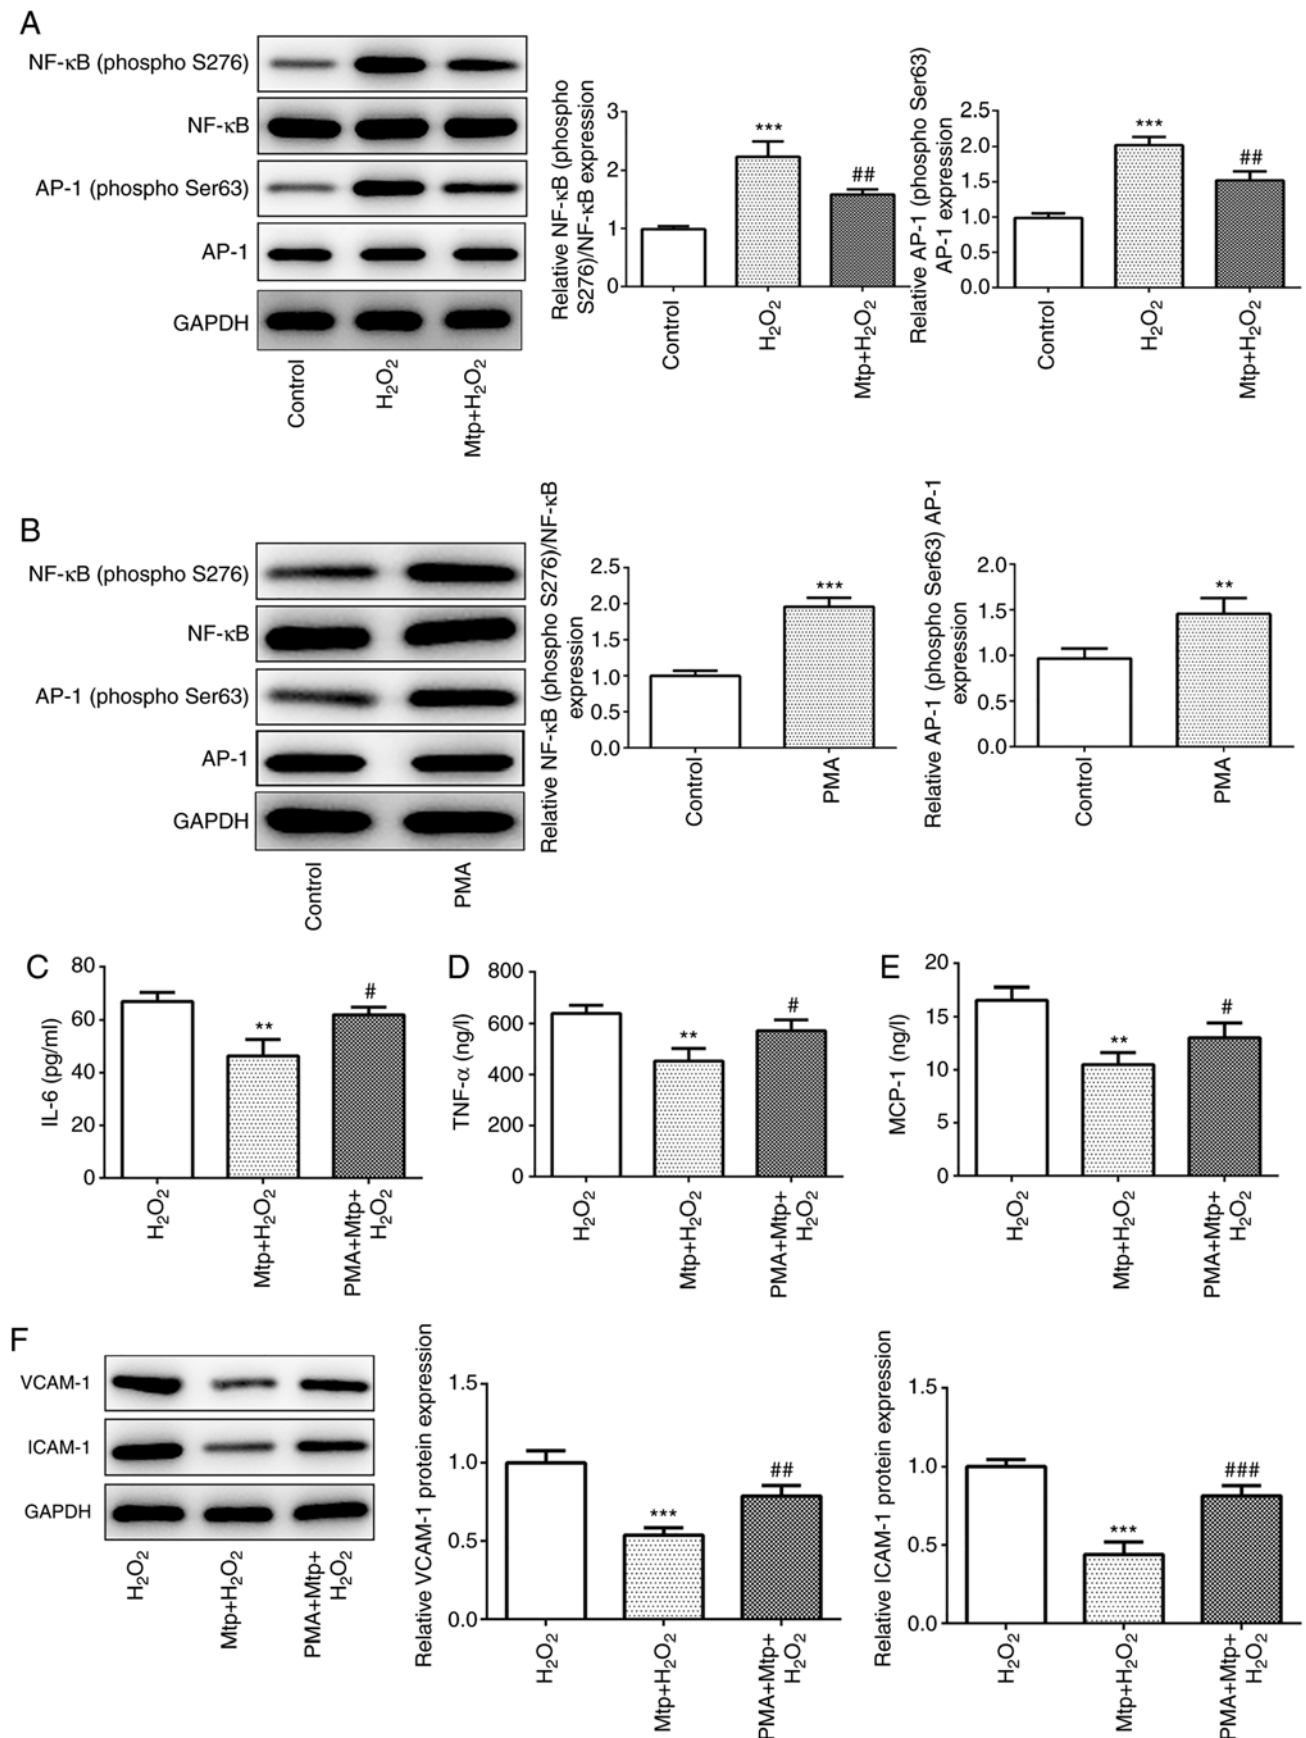 A
NF-κB (phospho S276)
NF-κB
AP-1 (phospho Ser63)
AP-1
GAPDH
Control
H₂O₂
Mtp+H₂O₂
Relative NF-κB (phospho
S276)/NF-κB expression
3
2
1
0
***
##
Control
H₂O₂
Mtp+H₂O₂
Relative AP-1 (phospho Ser63)
AP-1 expression
2.5
2.0
1.5
1.0
0.5
0.0
***
##
Control
H₂O₂
Mtp+H₂O₂
B
NF-κB (phospho S276)
NF-κB
AP-1 (phospho Ser63)
AP-1
GAPDH
Control
PMA
Relative NF-κB (phospho S276)/NF-κB
expression
2.5
2.0
1.5
1.0
0.5
0.0
***
Control
PMA
Relative AP-1 (phospho Ser63) AP-1
expression
2.0
1.5
1.0
0.5
0.0
**
Control
PMA
C
IL-6 (pg/ml)
80
60
40
20
0
**
#
H₂O₂
Mtp+H₂O₂
PMA+Mtp+
H₂O₂
D
TNF-α (ng/l)
800
600
400
200
0
**
#
H₂O₂
Mtp+H₂O₂
PMA+Mtp+
H₂O₂
E
MCP-1 (ng/l)
20
15
10
5
0
**
#
H₂O₂
Mtp+H₂O₂
PMA+Mtp+
H₂O₂
F
VCAM-1
ICAM-1
GAPDH
H₂O₂
Mtp+H₂O₂
PMA+Mtp+
H₂O₂
Relative VCAM-1 protein expression
1.5
1.0
0.5
0.0
***
##
H₂O₂
Mtp+H₂O₂
PMA+Mtp+
H₂O₂
Relative ICAM-1 protein expression
1.5
1.0
0.5
0.0
***
###
H₂O₂
Mtp+H₂O₂
PMA+Mtp+
H₂O₂